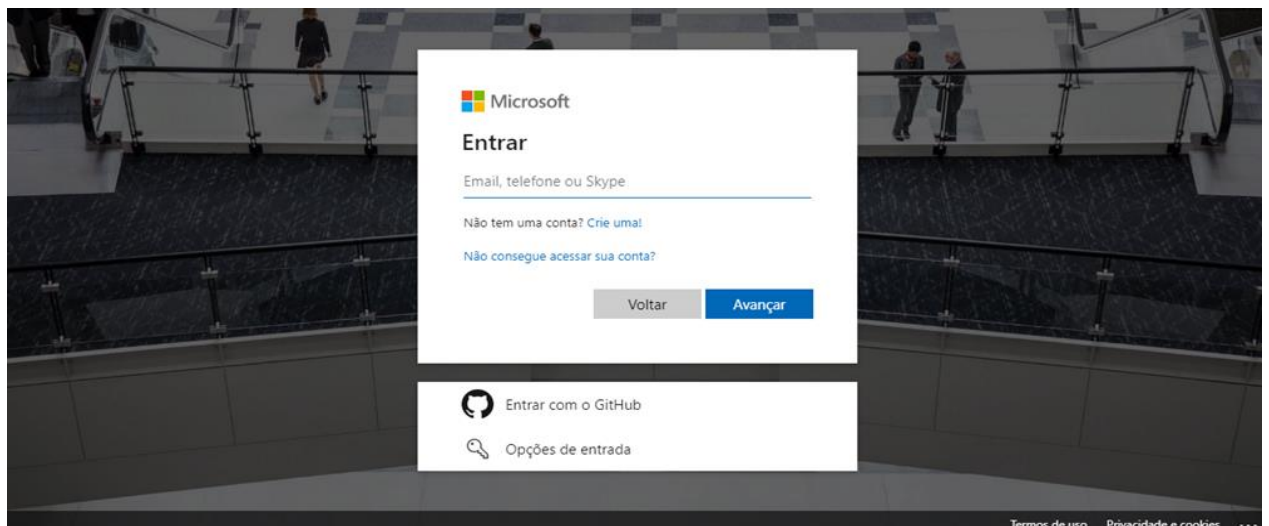 Microsoft
Entrar
Email, telefone ou Skype
Não tem uma conta? Crie uma!
Não consegue acessar sua conta?
Voltar Avançar
Entrar com o GitHub
Opções de entrada
Termos de uso Privacidade e cookies ...